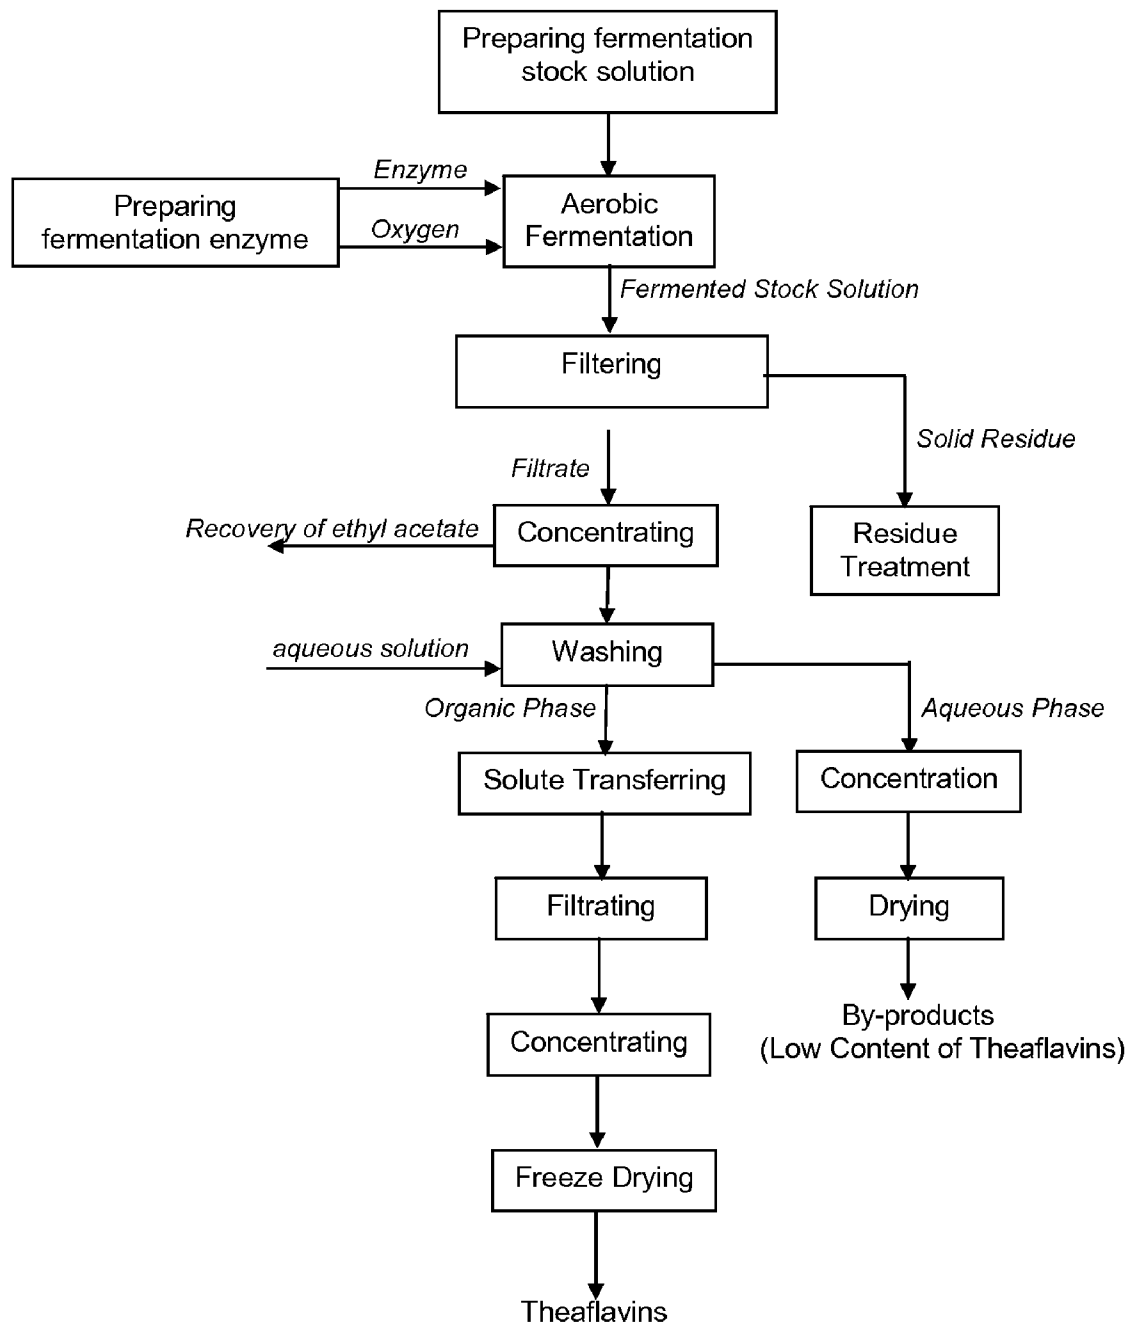 Preparing fermentation
stock solution
Enzyme
Preparing
fermentation enzyme
Oxygen
Aerobic
Fermentation
Fermented Stock Solution
Filtering
Solid Residue
Filtrate
Recovery of ethyl acetate
Concentrating
Residue
Treatment
aqueous solution
Washing
Organic Phase
Aqueous Phase
Solute Transferring
Concentration
Filtrating
Drying
By-products
(Low Content of Theaflavins)
Concentrating
Freeze Drying
Theaflavins